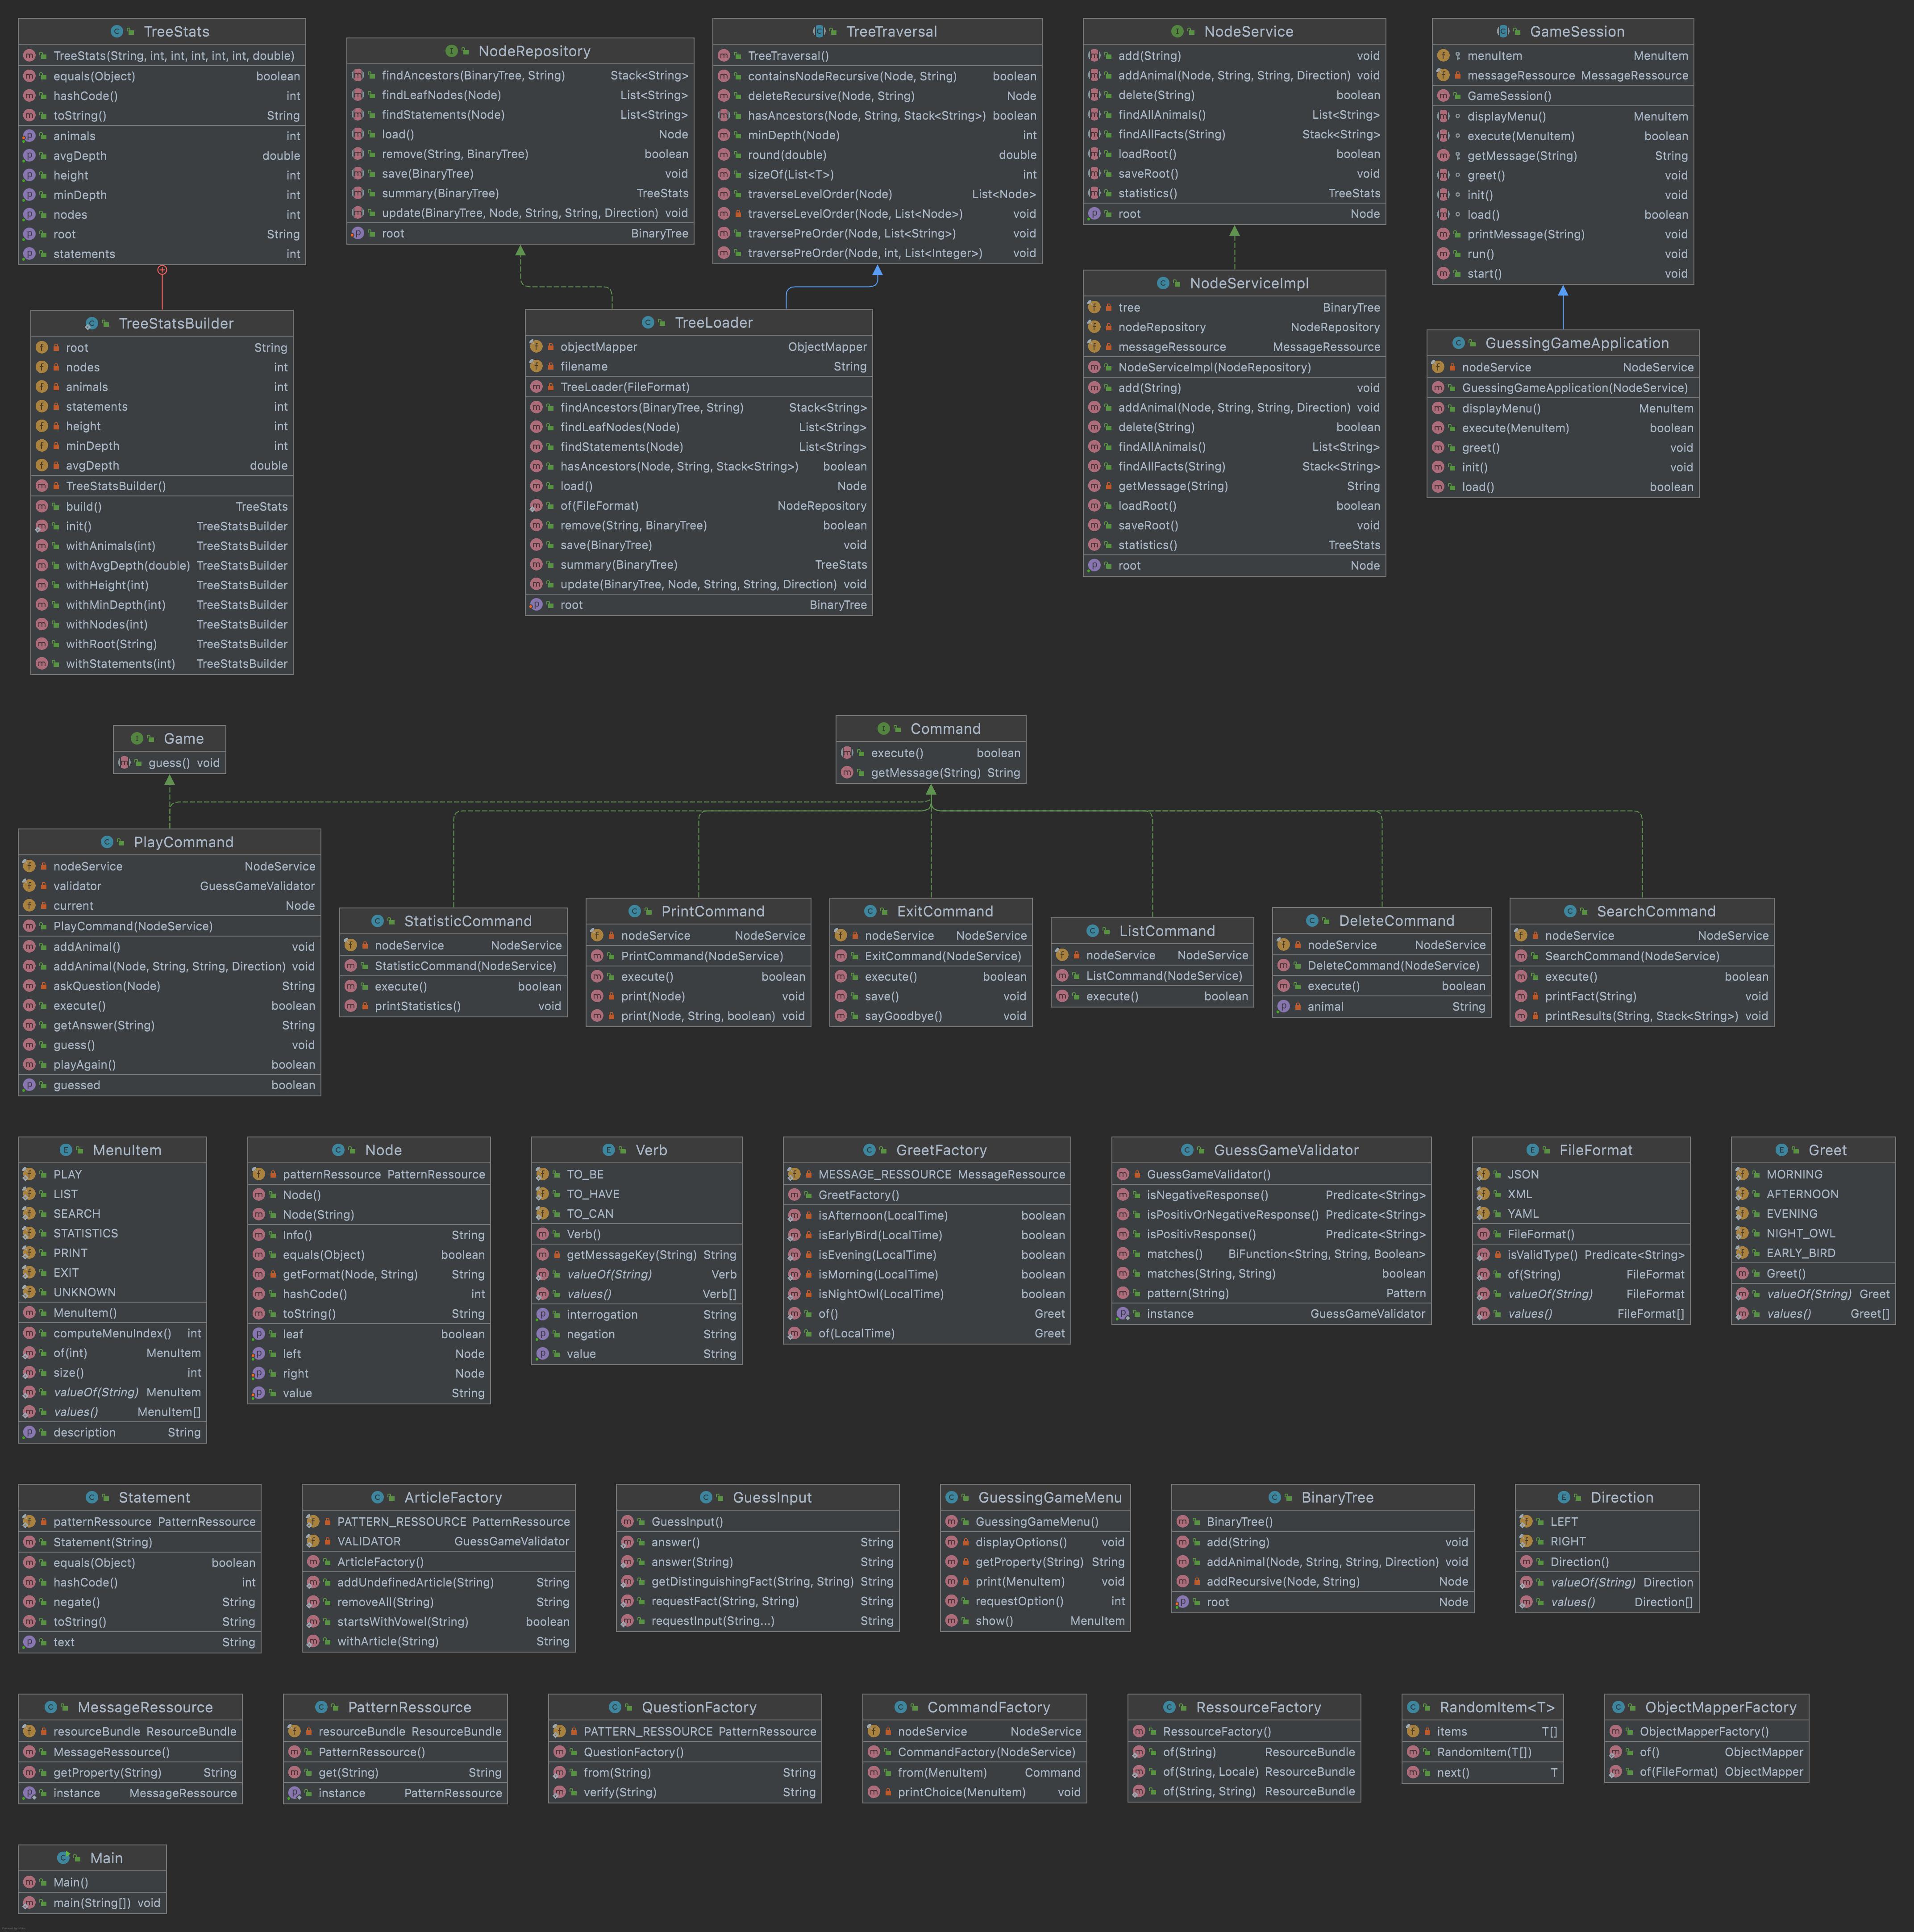 TreeStats
TreeStats(String, int, int, int, int, int, double)
equals(Object) boolean
hashCode() int
toString() String
animals int
avgDepth double
height int
minDepth int
nodes int
root String
statements int
NodeRepository
findAncestors(BinaryTree, String) Stack<String>
findLeafNodes(Node) List<String>
findStatements(Node) List<String>
load() Node
remove(String, BinaryTree) boolean
save(BinaryTree) void
summary(BinaryTree) TreeStats
update(BinaryTree, Node, String, String, Direction) void
root BinaryTree
TreeTraversal
TreeTraversal()
containsNodeRecursive(Node, String) boolean
deleteRecursive(Node, String) Node
hasAncestors(Node, String, Stack<String>) boolean
minDepth(Node) int
round(double) double
sizeOf(List<T>) int
traverseLevelOrder(Node) List<Node>
traverseLevelOrder(Node, List<Node>) void
traversePreOrder(Node, List<String>) void
traversePreOrder(Node, int, List<Integer>) void
NodeService
add(String) void
addAnimal(Node, String, String, Direction) void
delete(String) boolean
findAllAnimals() List<String>
findAllFacts(String) Stack<String>
loadRoot() boolean
saveRoot() void
statistics() TreeStats
root Node
GameSession
menuItem MenuItem
messageRessource MessageRessource
GameSession()
displayMenu() MenuItem
execute(MenuItem) boolean
getMessage(String) String
greet() void
init() void
load() boolean
printMessage(String) void
run() void
start() void
TreeStatsBuilder
root String
nodes int
animals int
statements int
height int
minDepth int
avgDepth double
TreeStatsBuilder()
build() TreeStats
init() TreeStatsBuilder
withAnimals(int) TreeStatsBuilder
withAvgDepth(double) TreeStatsBuilder
withHeight(int) TreeStatsBuilder
withMinDepth(int) TreeStatsBuilder
withNodes(int) TreeStatsBuilder
withRoot(String) TreeStatsBuilder
withStatements(int) TreeStatsBuilder
TreeLoader
objectMapper ObjectMapper
filename String
TreeLoader(FileFormat)
findAncestors(BinaryTree, String) Stack<String>
findLeafNodes(Node) List<String>
findStatements(Node) List<String>
hasAncestors(Node, String, Stack<String>) boolean
load() Node
of(FileFormat) NodeRepository
remove(String, BinaryTree) boolean
save(BinaryTree) void
summary(BinaryTree) TreeStats
update(BinaryTree, Node, String, String, Direction) void
root BinaryTree
NodeServiceImpl
tree BinaryTree
nodeRepository NodeRepository
messageRessource MessageRessource
NodeServiceImpl(NodeRepository)
add(String) void
addAnimal(Node, String, String, Direction) void
delete(String) boolean
findAllAnimals() List<String>
findAllFacts(String) Stack<String>
getMessage(String) String
loadRoot() boolean
saveRoot() void
statistics() TreeStats
root Node
GuessingGameApplication
nodeService NodeService
GuessingGameApplication(NodeService)
displayMenu() MenuItem
execute(MenuItem) boolean
greet() void
init() void
load() boolean
Game
guess() void
Command
execute() boolean
getMessage(String) String
PlayCommand
nodeService NodeService
validator GuessGameValidator
current Node
PlayCommand(NodeService)
addAnimal() void
addAnimal(Node, String, String, Direction) void
askQuestion(Node) String
execute() boolean
getAnswer(String) String
guess() void
playAgain() boolean
guessed boolean
StatisticCommand
nodeService NodeService
StatisticCommand(NodeService)
execute() boolean
printStatistics() void
PrintCommand
nodeService NodeService
PrintCommand(NodeService)
execute() boolean
print(Node) void
print(Node, String, boolean) void
ExitCommand
nodeService NodeService
ExitCommand(NodeService)
execute() boolean
save() void
sayGoodbye() void
ListCommand
nodeService NodeService
ListCommand(NodeService)
execute() boolean
DeleteCommand
nodeService NodeService
DeleteCommand(NodeService)
execute() boolean
animal String
SearchCommand
nodeService NodeService
SearchCommand(NodeService)
execute() boolean
printFact(String) void
printResults(String, Stack<String>) void
MenuItem
PLAY
LIST
SEARCH
STATISTICS
PRINT
EXIT
UNKNOWN
MenuItem()
computeMenuIndex() int
of(int) MenuItem
size() int
valueOf(String) MenuItem
values() MenuItem[]
description String
Node
patternRessource PatternRessource
Node()
Node(String)
Info() String
equals(Object) boolean
getFormat(Node, String) String
hashCode() int
toString() String
leaf boolean
left Node
right Node
value String
Verb
TO_BE
TO_HAVE
TO_CAN
Verb()
getMessageKey(String) String
valueOf(String) Verb
values() Verb[]
interrogation String
negation String
value String
GreetFactory
MESSAGE_RESSOURCE MessageRessource
GreetFactory()
isAfternoon(LocalTime) boolean
isEarlyBird(LocalTime) boolean
isEvening(LocalTime) boolean
isMorning(LocalTime) boolean
isNightOwl(LocalTime) boolean
of() Greet
of(LocalTime) Greet
GuessGameValidator
GuessGameValidator()
isNegativeResponse() Predicate<String>
isPositivOrNegativeResponse() Predicate<String>
isPositivResponse() Predicate<String>
matches() BiFunction<String, String, Boolean>
matches(String, String) boolean
pattern(String) Pattern
instance GuessGameValidator
FileFormat
JSON
XML
YAML
FileFormat()
isValidType() Predicate<String>
of(String) FileFormat
valueOf(String) FileFormat
values() FileFormat[]
Greet
MORNING
AFTERNOON
EVENING
NIGHT_OWL
EARLY_BIRD
Greet()
valueOf(String) Greet
values() Greet[]
Statement
patternRessource PatternRessource
Statement(String)
equals(Object) boolean
hashCode() int
negate() String
toString() String
text String
ArticleFactory
PATTERN_RESSOURCE PatternRessource
VALIDATOR GuessGameValidator
ArticleFactory()
addUndefinedArticle(String) String
removeAll(String) String
startsWithVowel(String) boolean
withArticle(String) String
GuessInput
GuessInput()
answer() String
answer(String) String
getDistinguishingFact(String, String) String
requestFact(String, String) String
requestInput(String...) String
GuessingGameMenu
GuessingGameMenu()
displayOptions() void
getProperty(String) String
print(MenuItem) void
requestOption() int
show() MenuItem
BinaryTree
BinaryTree()
add(String) void
addAnimal(Node, String, String, Direction) void
addRecursive(Node, String) Node
root Node
Direction
LEFT
RIGHT
Direction()
valueOf(String) Direction
values() Direction[]
MessageRessource
resourceBundle ResourceBundle
MessageRessource()
getProperty(String) String
instance MessageRessource
PatternRessource
resourceBundle ResourceBundle
PatternRessource()
get(String) String
instance PatternRessource
QuestionFactory
PATTERN_RESSOURCE PatternRessource
QuestionFactory()
from(String) String
verify(String) String
CommandFactory
nodeService NodeService
CommandFactory(NodeService)
from(MenuItem) Command
printChoice(MenuItem) void
RessourceFactory
RessourceFactory()
of(String) ResourceBundle
of(String, Locale) ResourceBundle
of(String, String) ResourceBundle
RandomItem<T>
items T[]
RandomItem(T[])
next() T
ObjectMapperFactory
ObjectMapperFactory()
of() ObjectMapper
of(FileFormat) ObjectMapper
Main
Main()
main(String[]) void